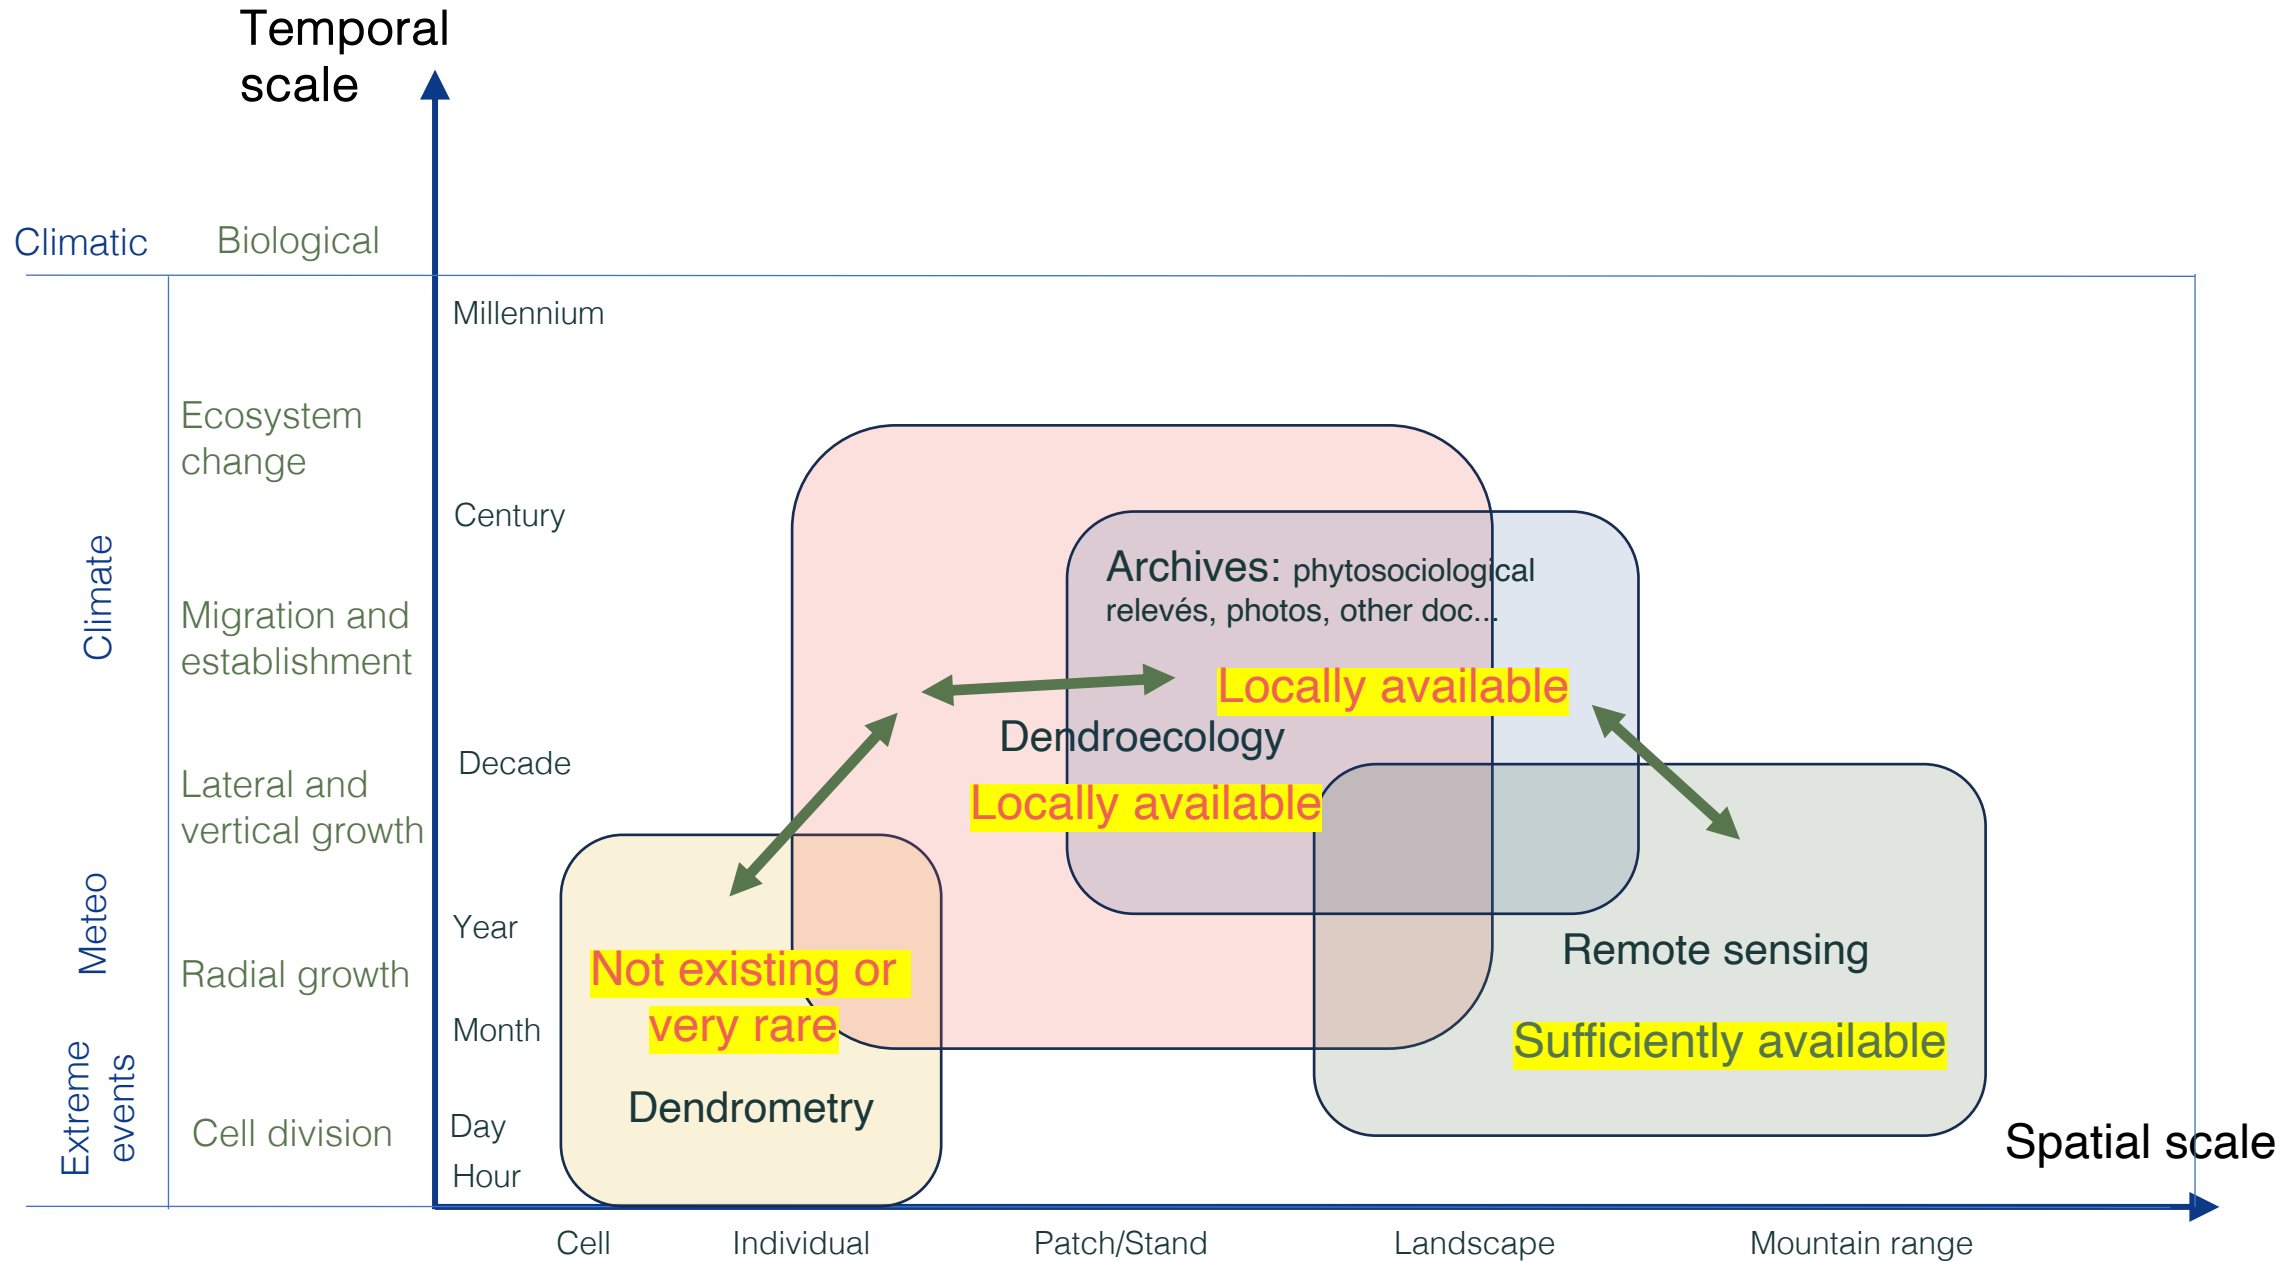 Temporal
scale
Climatic
Biological
Millennium
Ecosystem
change
Century
Climate
Archives: phytosociological
relevés, photos, other doc...
Migration and
establishment
Locally available
Dendroecology
Decade
Lateral and
vertical growth
Locally available
Meteo
Year
Radial growth
Not existing or
very rare
Remote sensing
Month
Sufficiently available
Extreme
events
Dendrometry
Day
Cell division
Hour
Spatial scale
Cell
Individual
Patch/Stand
Landscape
Mountain range